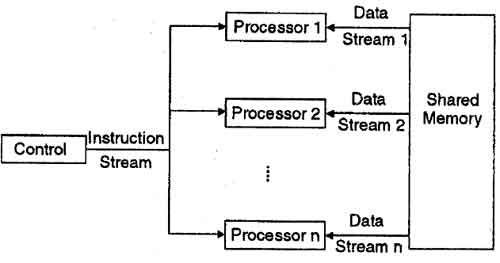 Processor 1
Data
Stream 1
Processor 2
Data
Stream 2
Shared
Memory
Control
Instruction
Stream
Processor n
Data
Stream n